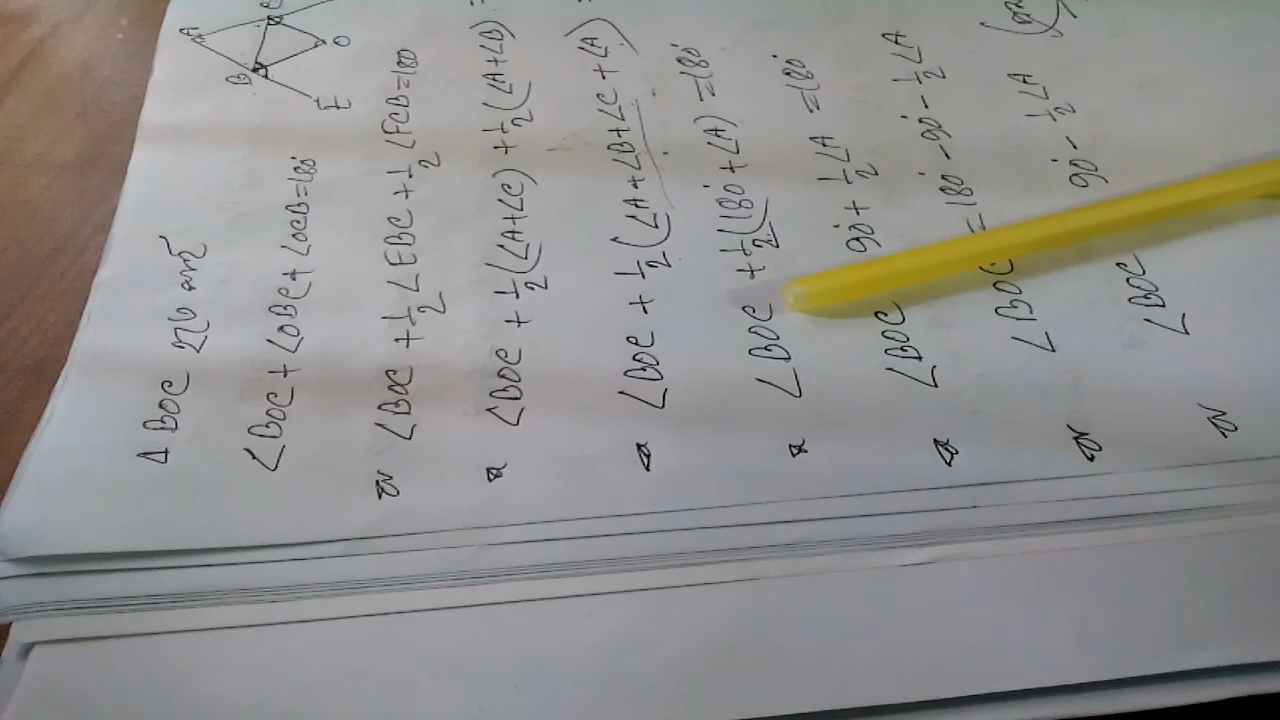 A
B
O
E
Δ BOC এর
∠BOC + ∠OBC + ∠OCB = 180°
বা ∠BOC + 1/2 ∠EBC + 1/2 ∠FCB = 180
বা ∠BOC + 1/2 (∠A + ∠C) + 1/2 (∠A + ∠B) =
বা ∠BOC + 1/2 (∠A + ∠B + ∠C + ∠A) =
বা ∠BOC + 1/2 (180° + ∠A) = 180°
বা ∠BOC 90° + 1/2 ∠A = 180°
বা ∠BOC = 180° - 90° - 1/2 ∠A
বা ∠BOC 90° - 1/2 ∠A